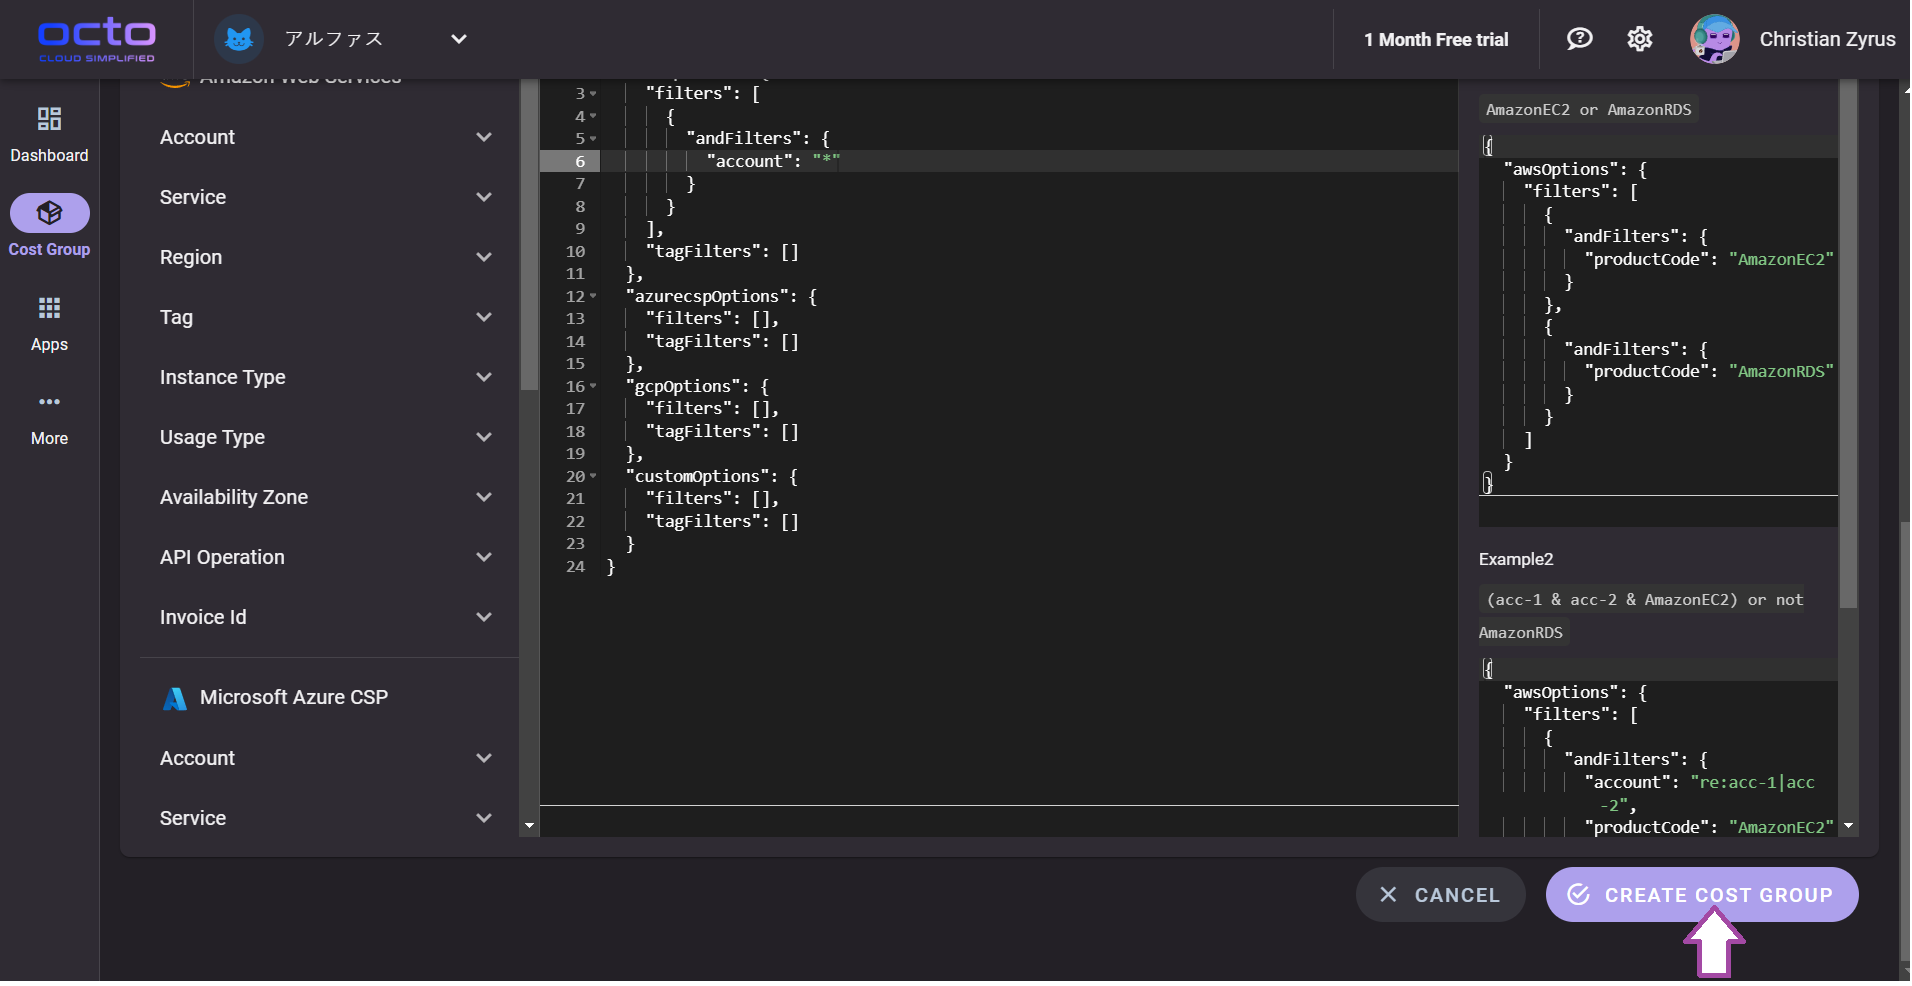 octo
CLOUD SIMPLIFIED
アルファス
1 Month Free trial
Christian Zyrus
Dashboard
Cost Group
Apps
More
Amazon Web Services
Account
Service
Region
Tag
Instance Type
Usage Type
Availability Zone
API Operation
Invoice Id
Microsoft Azure CSP
Account
Service
3 "filters": [
4 {
5 "andFilters": {
6 "account": "*"
7 }
8 }
9 ],
10 "tagFilters": []
11 },
12 "azurecspOptions": {
13 "filters": [],
14 "tagFilters": []
15 },
16 "gcpOptions": {
17 "filters": [],
18 "tagFilters": []
19 },
20 "customOptions": {
21 "filters": [],
22 "tagFilters": []
23 }
24 }
AmazonEC2 or AmazonRDS
{
"awsOptions": {
"filters": [
{
"andFilters": {
"productCode": "AmazonEC2"
}
},
{
"andFilters": {
"productCode": "AmazonRDS"
}
}
]
}
}
Example2
(acc-1 & acc-2 & AmazonEC2) or not
AmazonRDS
{
"awsOptions": {
"filters": [
{
"andFilters": {
"account": "re:acc-1|acc
-2",
"productCode": "AmazonEC2"
CANCEL
CREATE COST GROUP